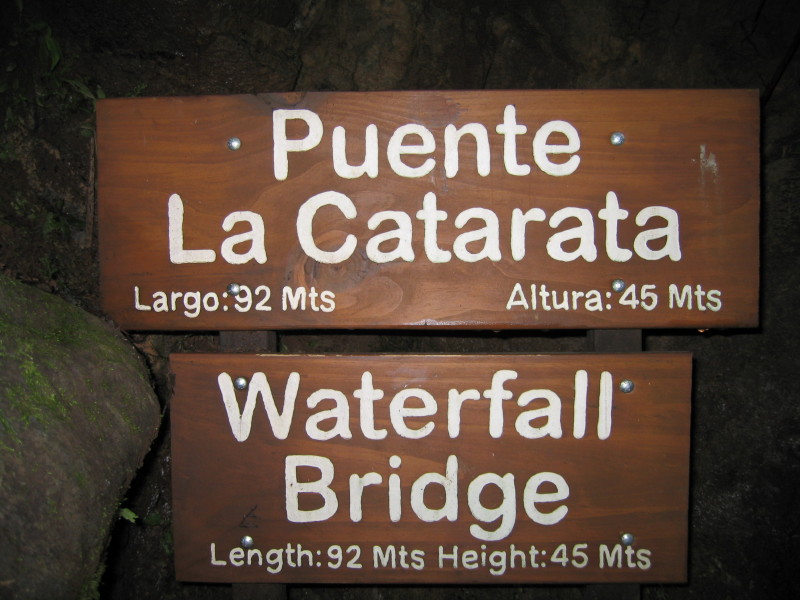 Puente
La Catarata
Largo: 92 Mts Altura: 45 Mts
Waterfall
Bridge
Length: 92 Mts Height: 45 Mts